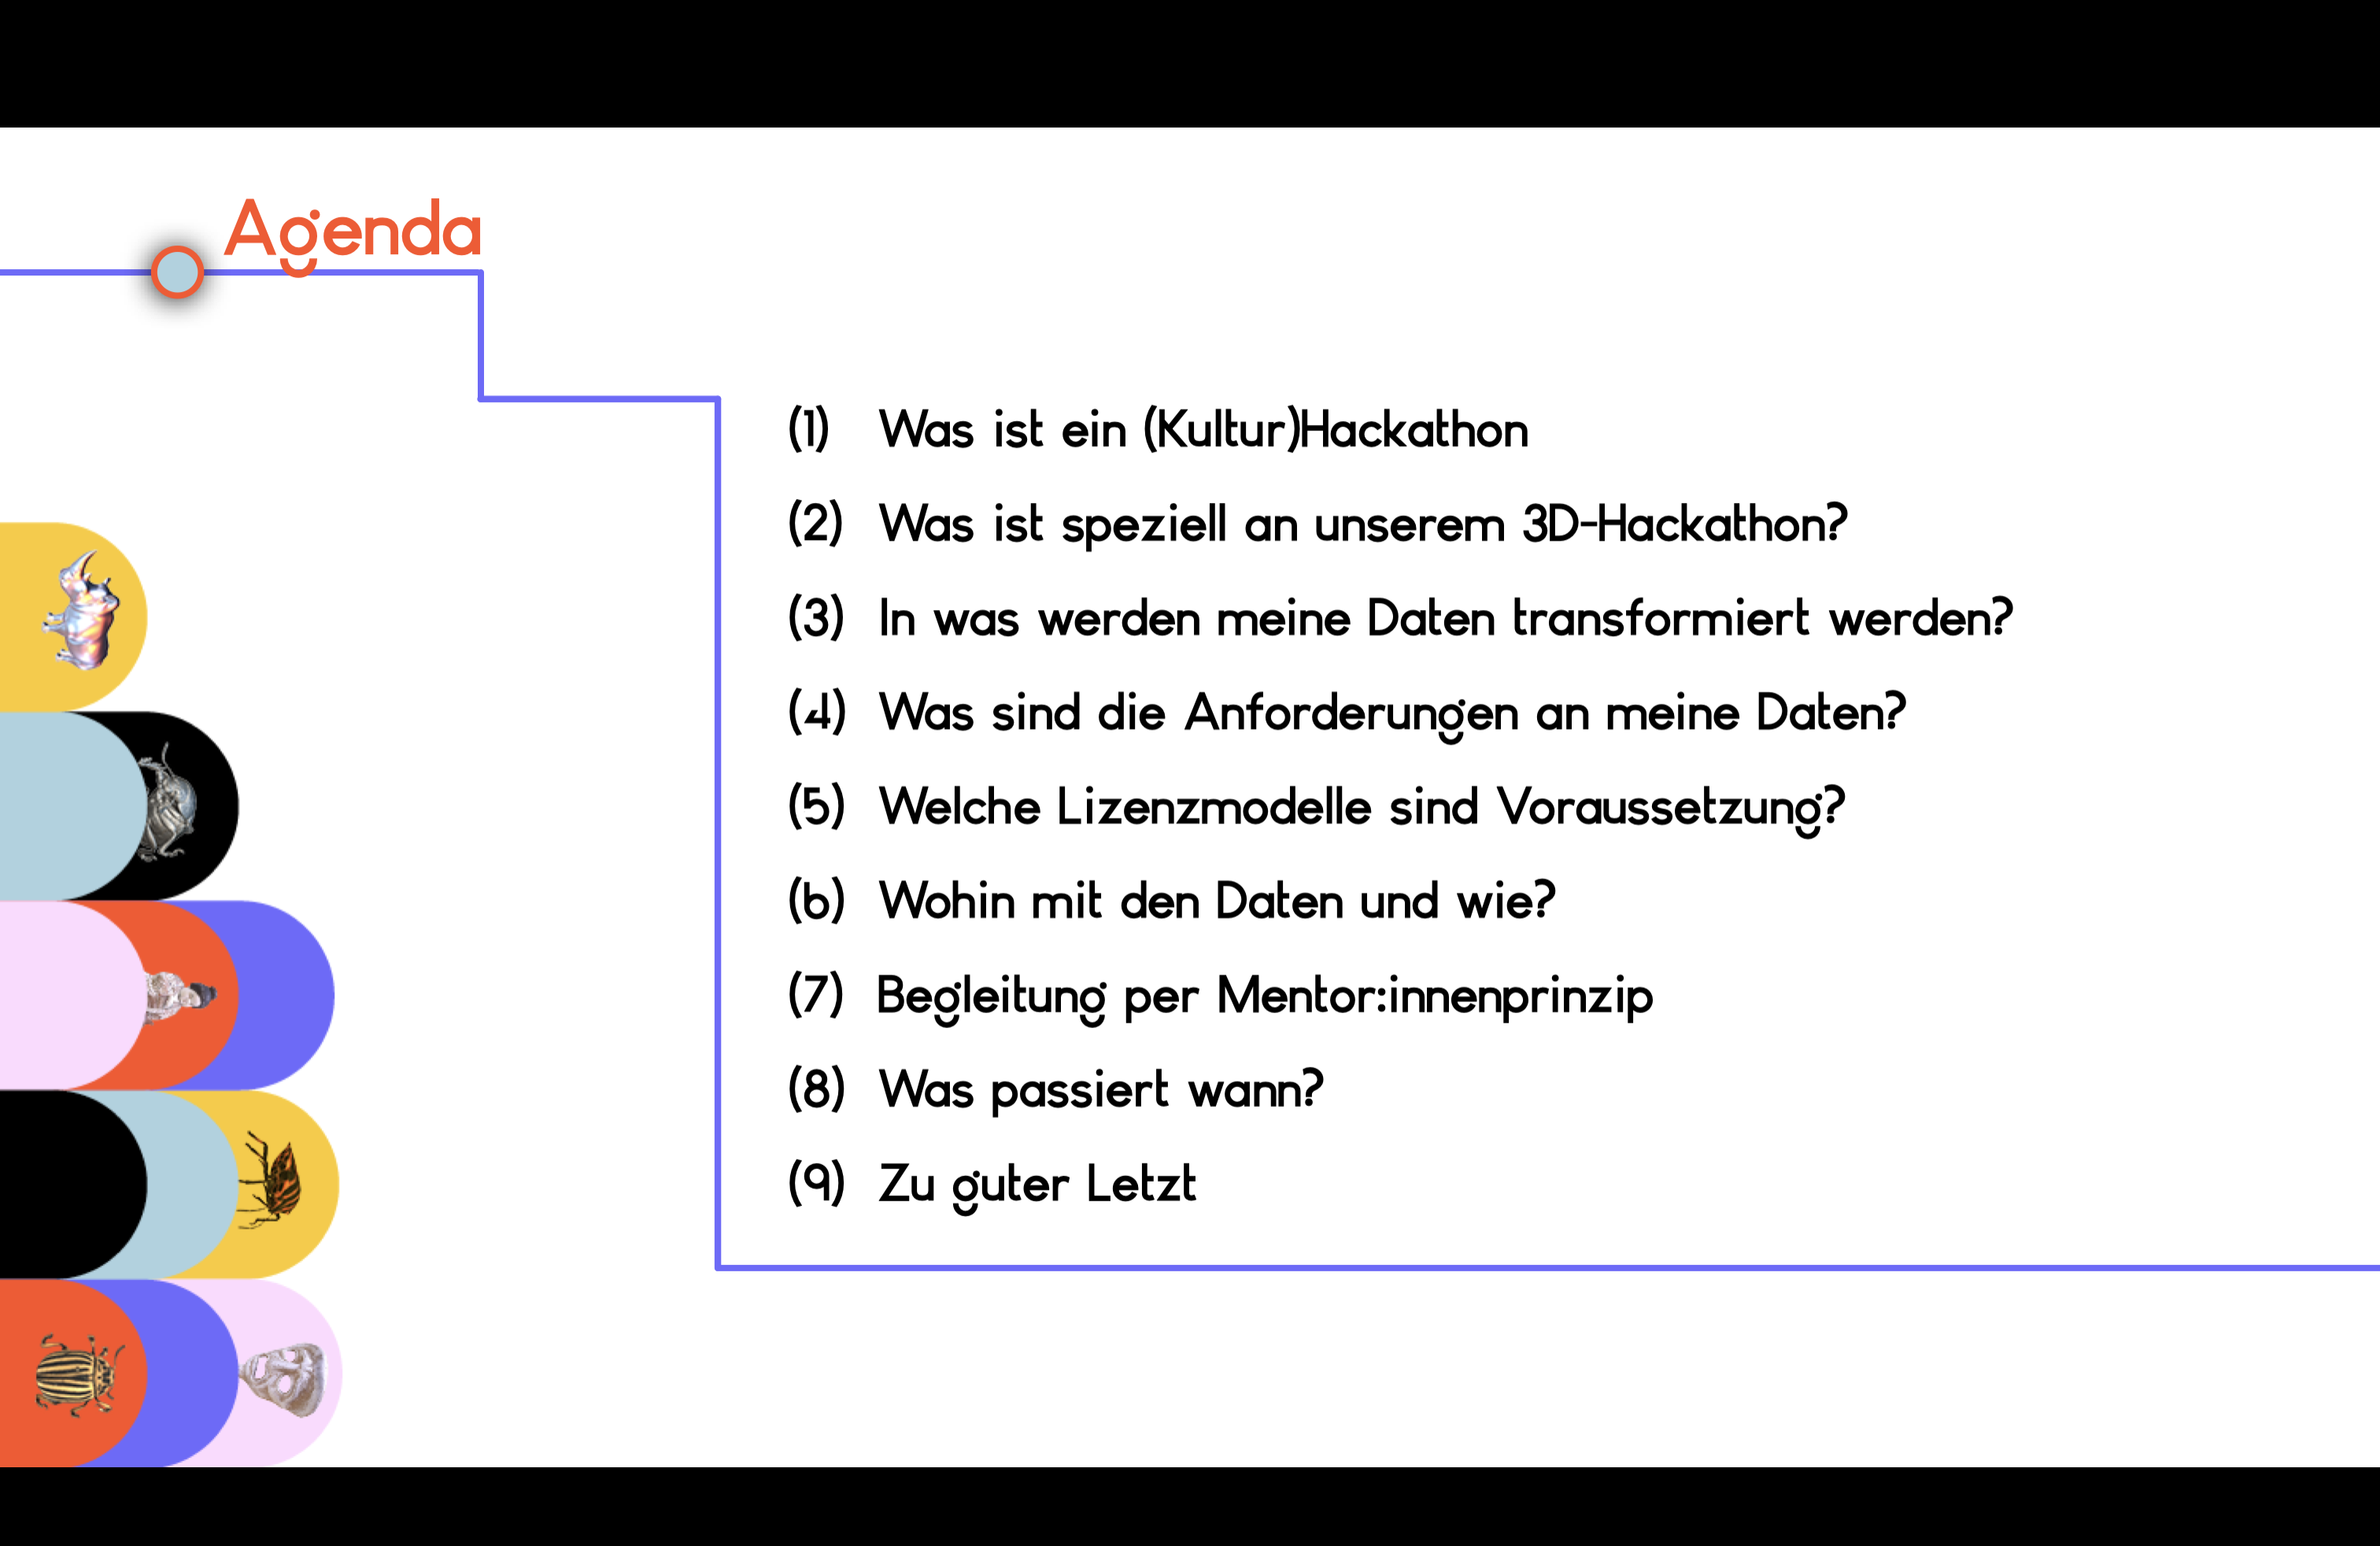 Agenda
(1) Was ist ein (Kultur)Hackathon
(2) Was ist speziell an unserem 3D-Hackathon?
(3) In was werden meine Daten transformiert werden?
(4) Was sind die Anforderungen an meine Daten?
(5) Welche Lizenzmodelle sind Voraussetzung?
(6) Wohin mit den Daten und wie?
(7) Begleitung per Mentor:innenprinzip
(8) Was passiert wann?
(9) Zu guter Letzt